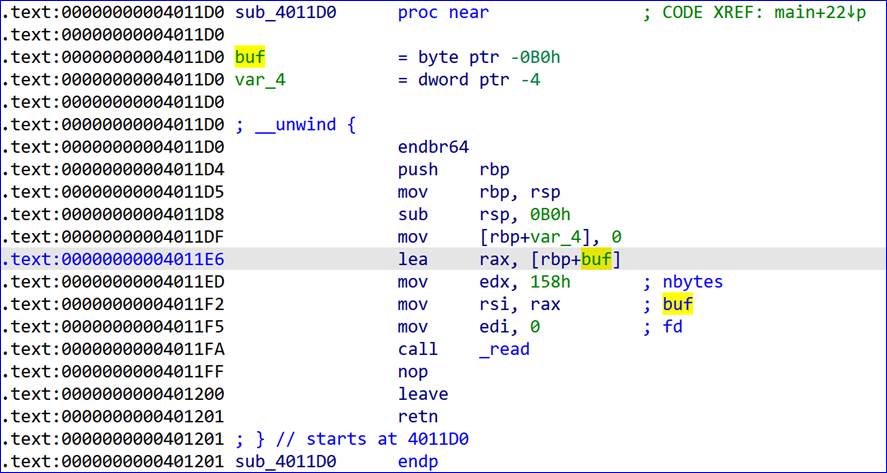 .text:00000000004011D0 sub_4011D0 proc near ; CODE XREF: main+22↓p
.text:00000000004011D0
.text:00000000004011D0 buf = byte ptr -0B0h
.text:00000000004011D0 var_4 = dword ptr -4
.text:00000000004011D0
.text:00000000004011D0 ; __unwind {
.text:00000000004011D0 endbr64
.text:00000000004011D4 push rbp
.text:00000000004011D5 mov rbp, rsp
.text:00000000004011D8 sub rsp, 0B0h
.text:00000000004011DF mov [rbp+var_4], 0
.text:00000000004011E6 lea rax, [rbp+buf]
.text:00000000004011ED mov edx, 158h ; nbytes
.text:00000000004011F2 mov rsi, rax ; buf
.text:00000000004011F5 mov edi, 0 ; fd
.text:00000000004011FA call _read
.text:00000000004011FF nop
.text:0000000000401200 leave
.text:0000000000401201 retn
.text:0000000000401201 ; } // starts at 4011D0
.text:0000000000401201 sub_4011D0 endp